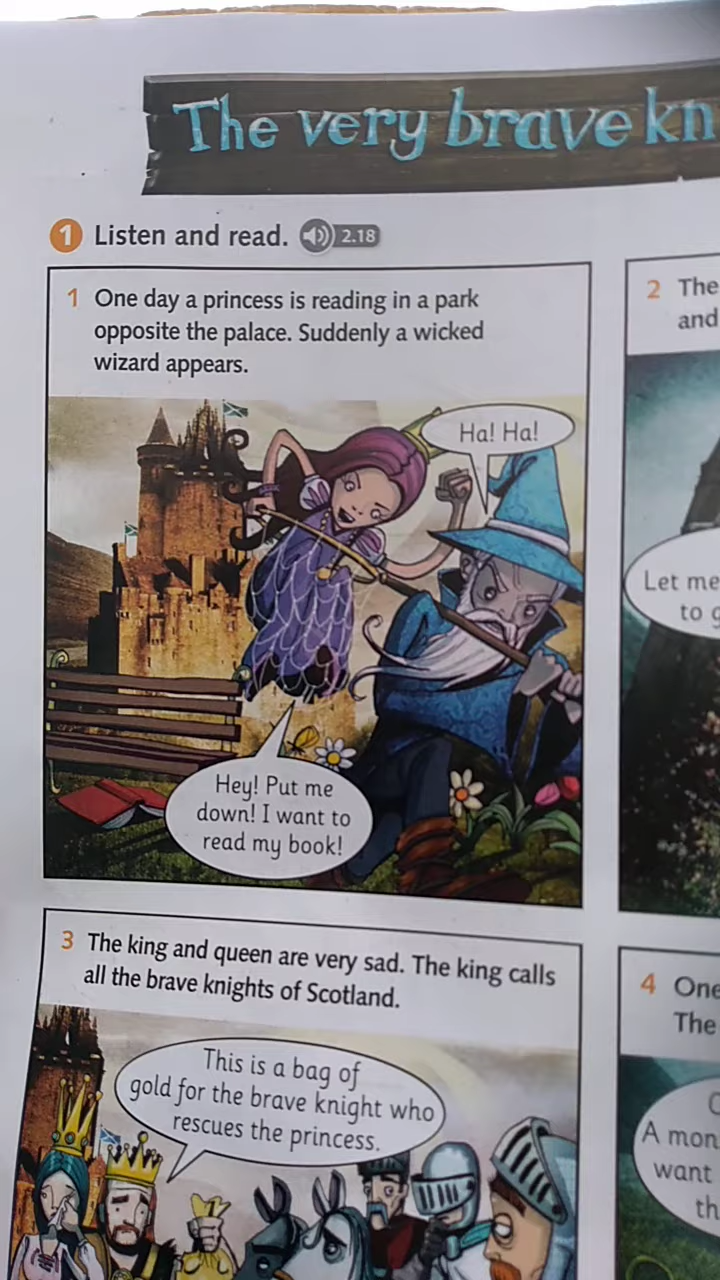 The very brave
1 Listen and read. 2.18
1 One day a princess is reading in a park
opposite the palace. Suddenly a wicked
wizard appears.
Ha! Ha!
Hey! Put me
down! I want to
read my book!
2 The
and
Let me
to
3 The king and queen are very sad. The king calls
all the brave knights of Scotland.
This is a bag of
gold for the brave knight who
rescues the princess.
4 One
The
A
want